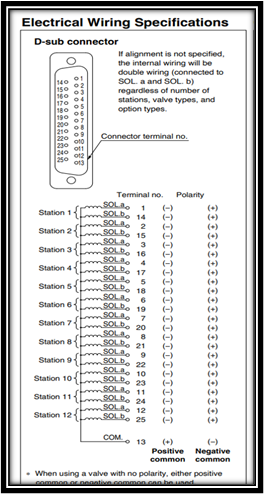 Electrical Wiring Specifications
D-sub connector
If alignment is not specified,
the internal wiring will be
double wiring (connected to
SOL. a and SOL. b)
regardless of number of
stations, valve types, and
option types.
1
14 2
15 3
16 4
17 5
18 6
19 7
20 8
21 9
22 10
23 11
24 12
25 13
Connector terminal no.
Terminal no. Polarity
Station 1 SOL.a 1 (–) (+)
SOL.b 14 (–) (+)
Station 2 SOL.a 2 (–) (+)
SOL.b 15 (–) (+)
Station 3 SOL.a 3 (–) (+)
SOL.b 16 (–) (+)
Station 4 SOL.a 4 (–) (+)
SOL.b 17 (–) (+)
Station 5 SOL.a 5 (–) (+)
SOL.b 18 (–) (+)
Station 6 SOL.a 6 (–) (+)
SOL.b 19 (–) (+)
Station 7 SOL.a 7 (–) (+)
SOL.b 20 (–) (+)
Station 8 SOL.a 8 (–) (+)
SOL.b 21 (–) (+)
Station 9 SOL.a 9 (–) (+)
SOL.b 22 (–) (+)
Station 10 SOL.a 10 (–) (+)
SOL.b 23 (–) (+)
Station 11 SOL.a 11 (–) (+)
SOL.b 24 (–) (+)
Station 12 SOL.a 12 (–) (+)
SOL.b 25 (–) (+)
COM. 13 (+) (–)
Positive Negative
common common
When using a valve with no polarity, either positive
common or negative common can be used.